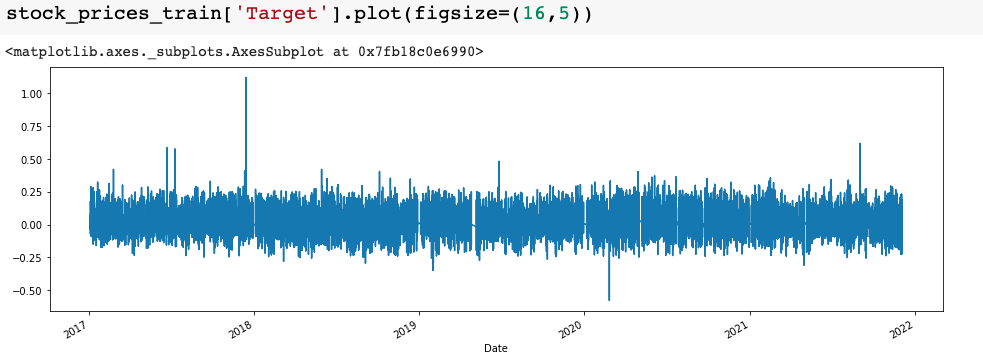 stock_prices_train['Target'].plot(figsize=(16,5))
<matplotlib.axes._subplots.AxesSubplot at 0x7fb18c0e6990>
1.00
0.75
0.50
0.25
0.00
−0.25
−0.50
2017 2018 2019 2020 2021 2022
Date